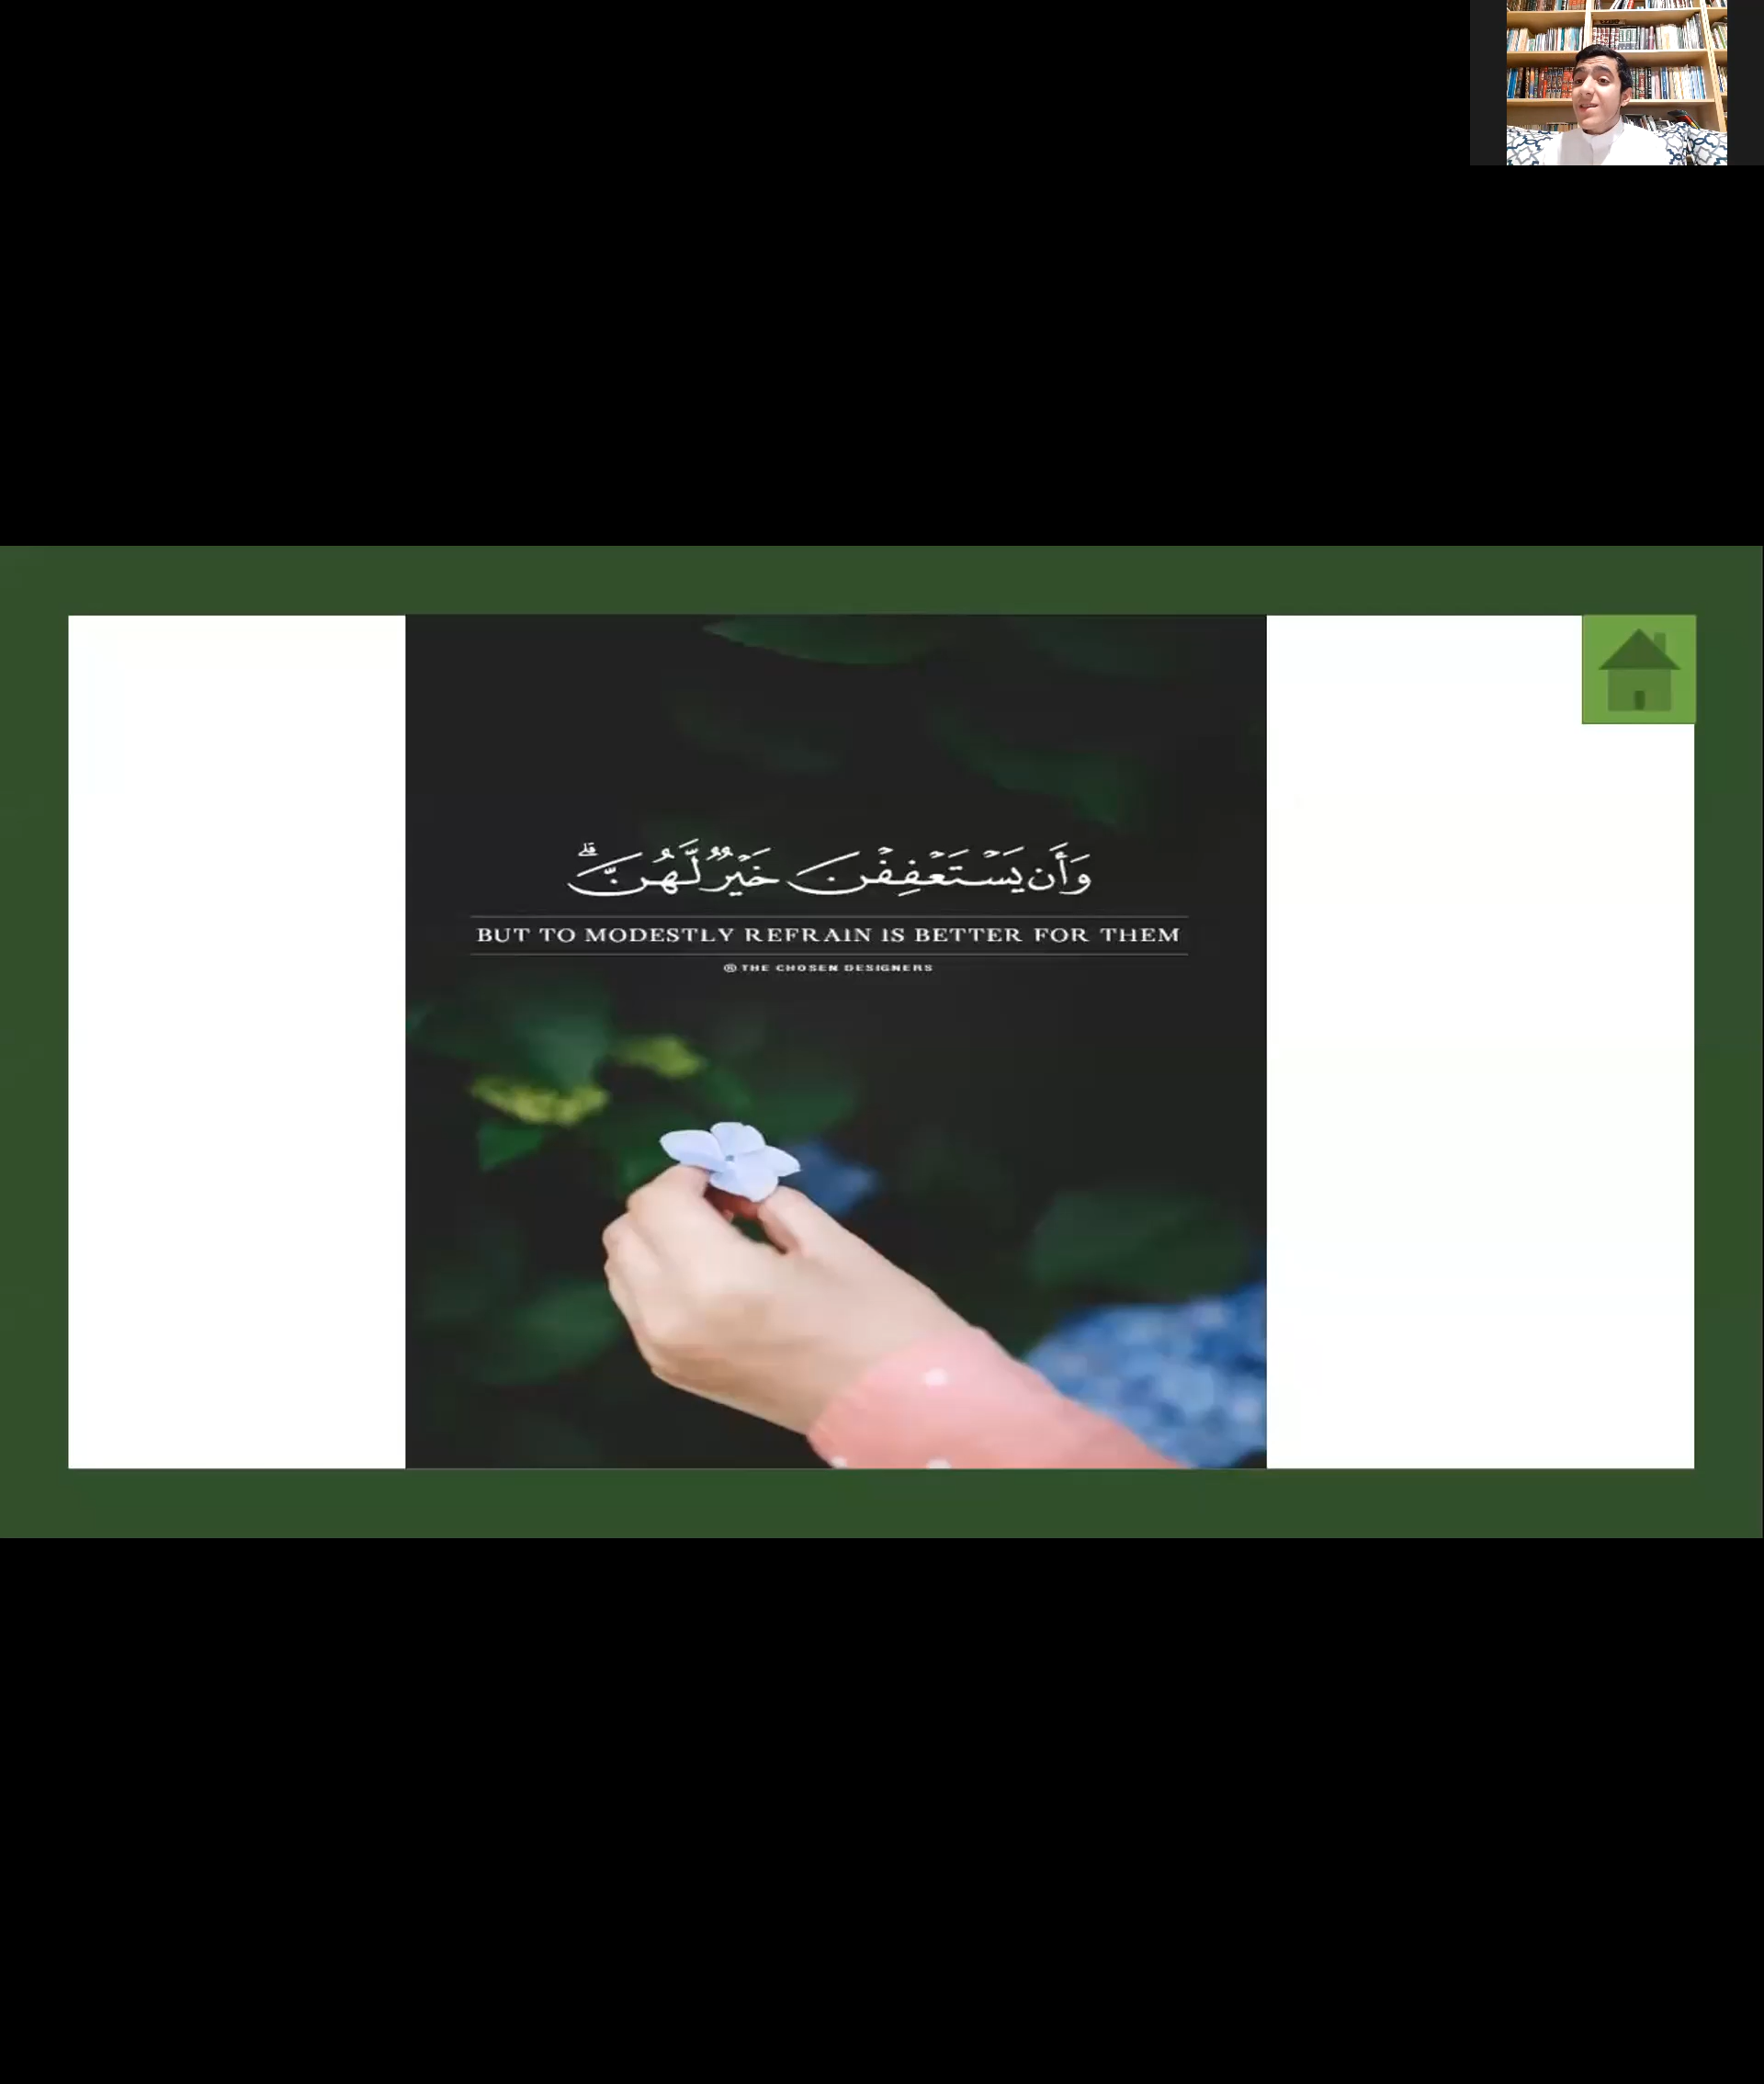 وَأَن يَسْتَعْفِفْنَ خَيْرٌ لَّهُنَّ ۗ
BUT TO MODESTLY REFRAIN IS BETTER FOR THEM
® THE CHOSEN DESIGNERS